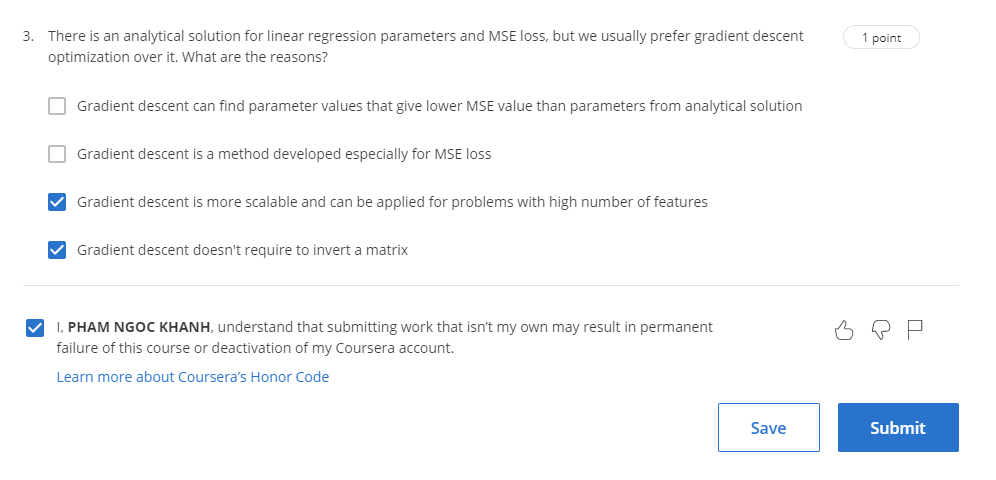 3. There is an analytical solution for linear regression parameters and MSE loss, but we usually prefer gradient descent
optimization over it. What are the reasons?
1 point
Gradient descent can find parameter values that give lower MSE value than parameters from analytical solution
Gradient descent is a method developed especially for MSE loss
Gradient descent is more scalable and can be applied for problems with high number of features
Gradient descent doesn't require to invert a matrix
I, PHAM NGOC KHANH, understand that submitting work that isn’t my own may result in permanent
failure of this course or deactivation of my Coursera account.
Learn more about Coursera’s Honor Code
Save
Submit